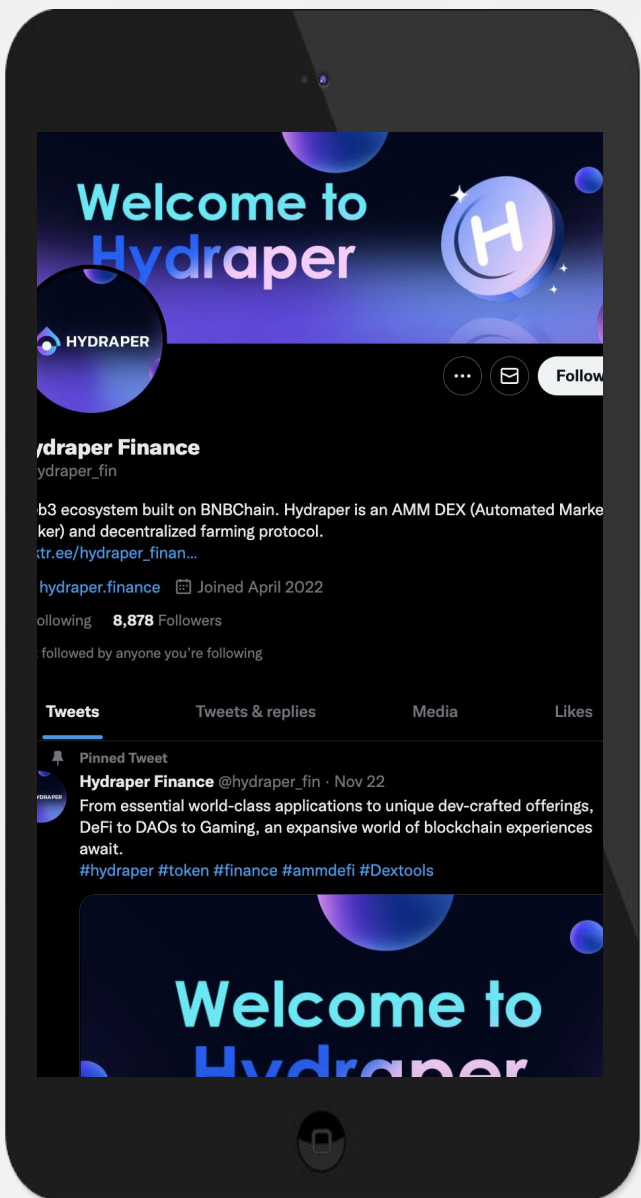 Welcome to
Hydraper
H
HYDRAPER
...
Follow
ydraper Finance
ydraper_fin
b3 ecosystem built on BNBChain. Hydraper is an AMM DEX (Automated Marke
ker) and decentralized farming protocol.
ktr.ee/hydraper_finan...
hydraper.finance Joined April 2022
ollowing 8,878 Followers
followed by anyone you're following
Tweets Tweets & replies Media Likes
Pinned Tweet
Hydraper Finance @hydraper_fin · Nov 22
YDRAPER
From essential world-class applications to unique dev-crafted offerings,
DeFi to DAOs to Gaming, an expansive world of blockchain experiences
await.
#hydraper #token #finance #ammdefi #Dextools
Welcome to
Hydraper